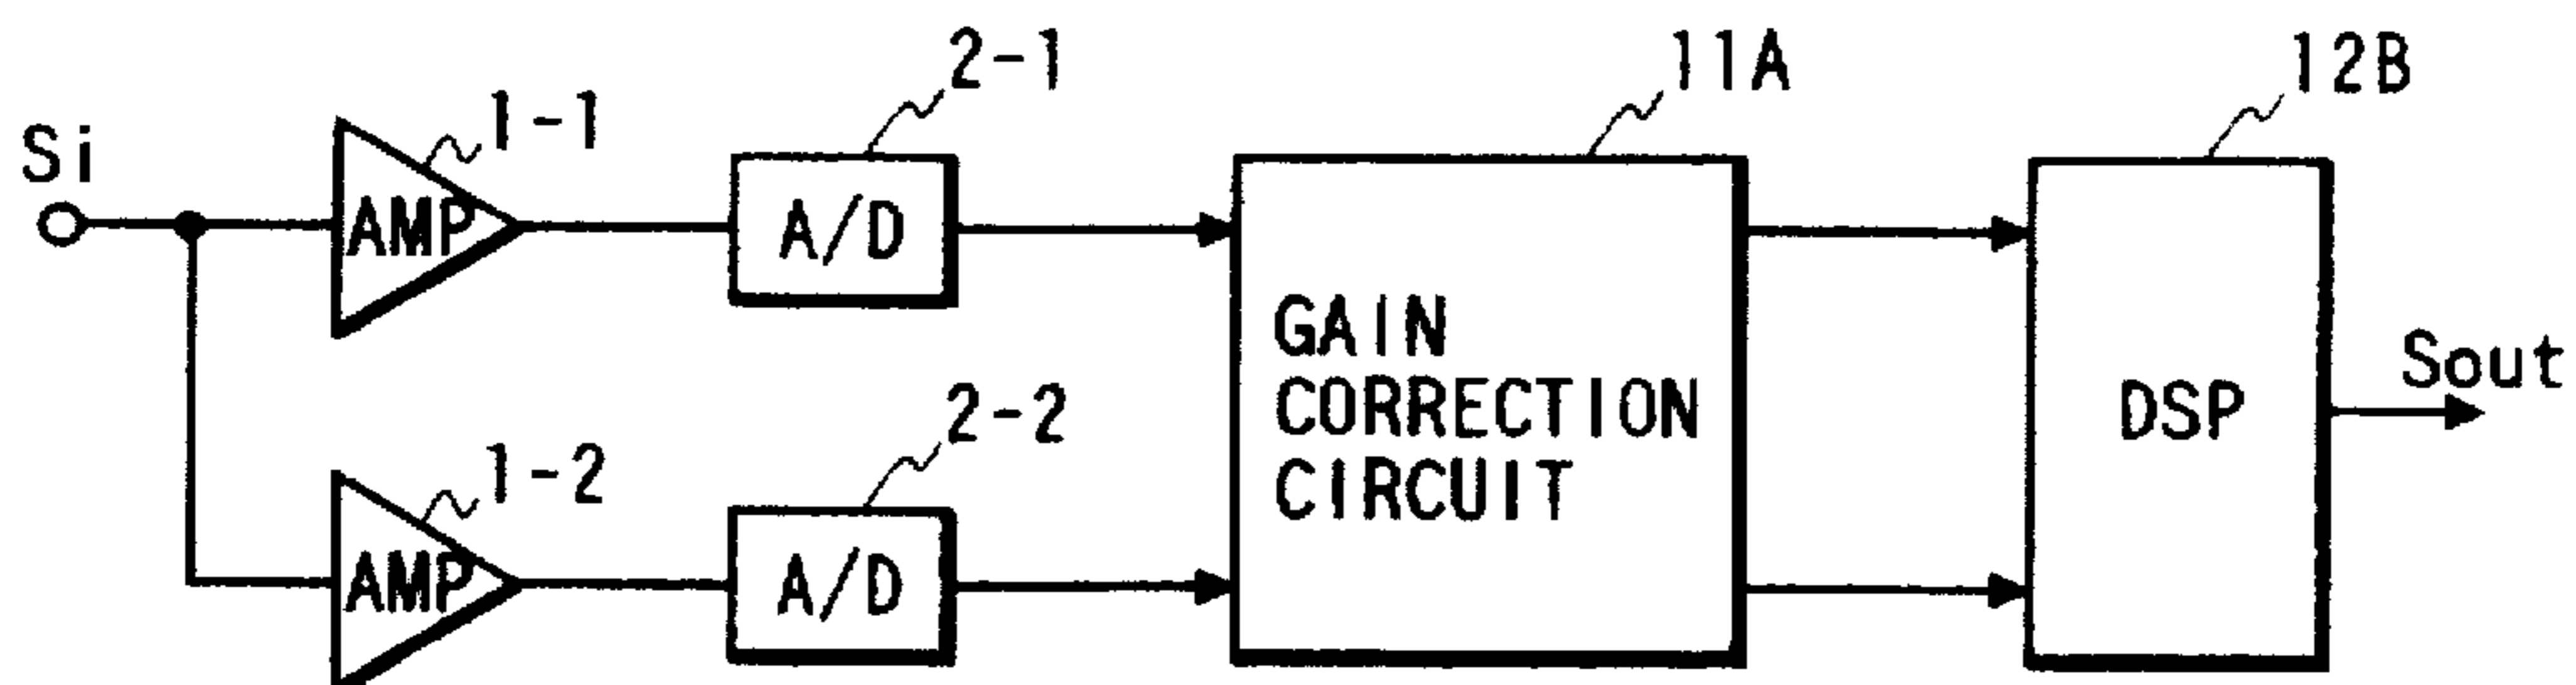 Si
1-1
AMP
2-1
A/D
11A
12B
1-2
AMP
2-2
A/D
GAIN
CORRECTION
CIRCUIT
DSP
Sout